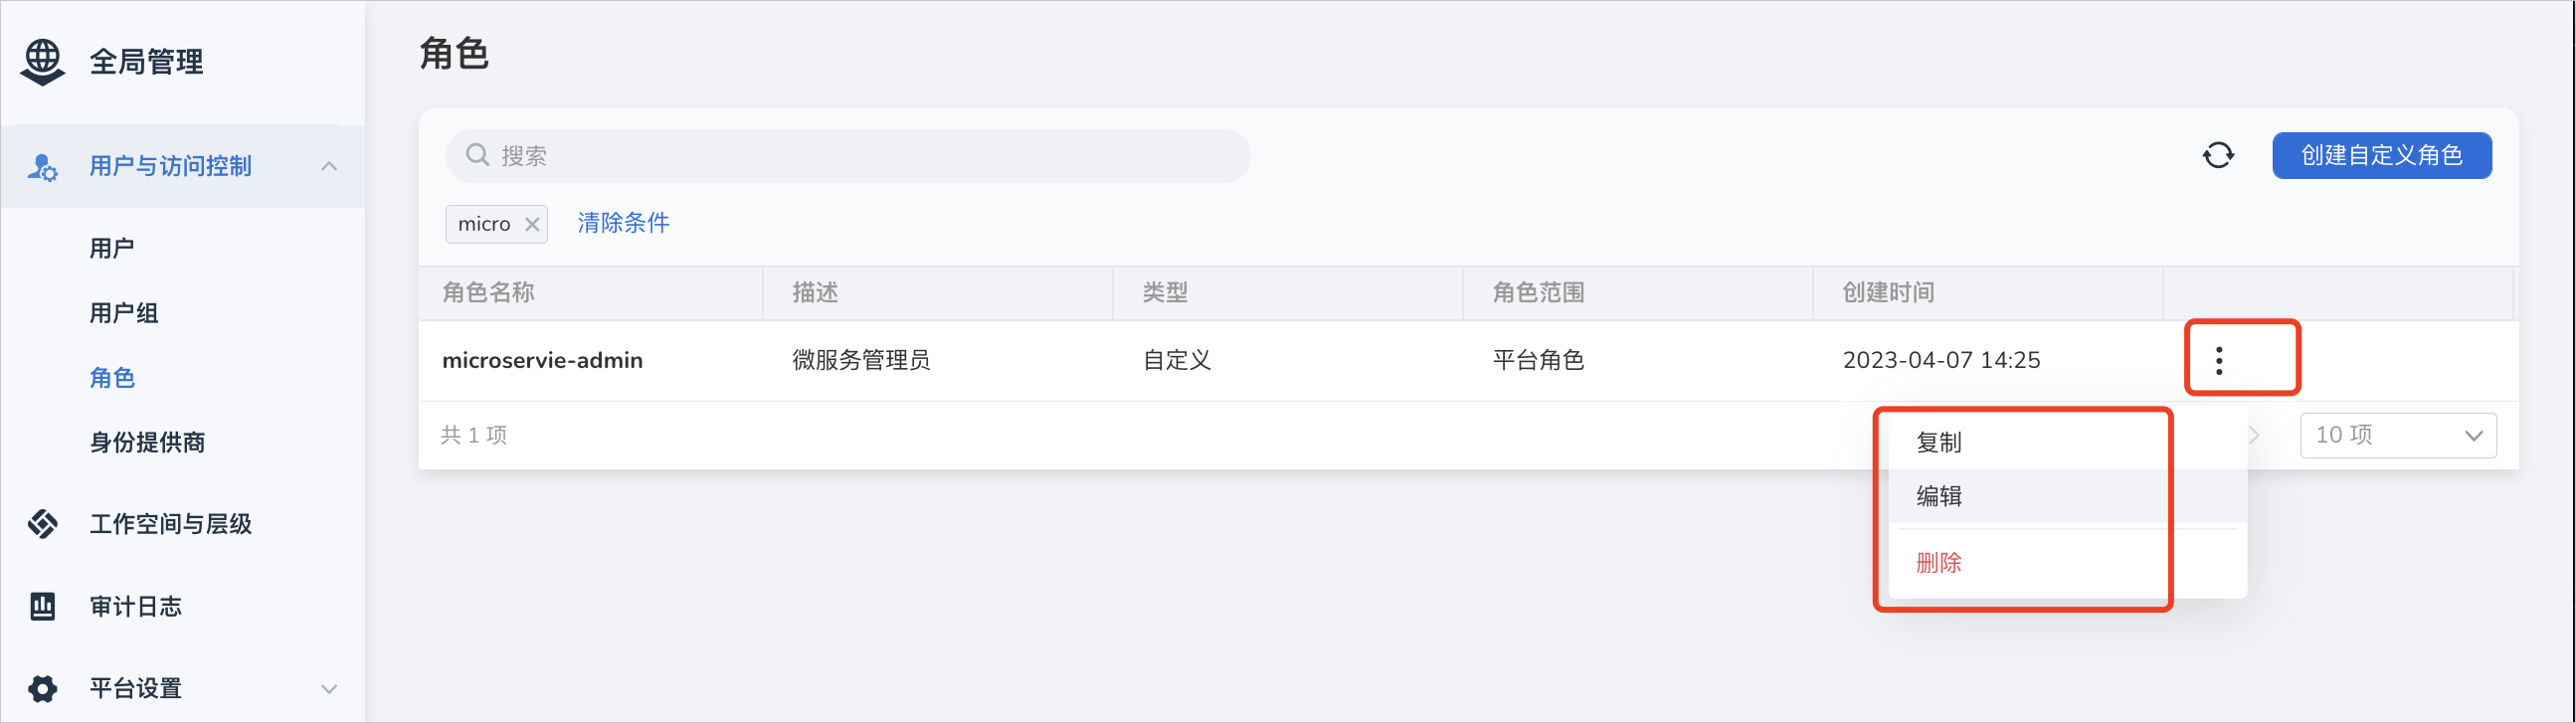 全局管理
用户与访问控制
用户
用户组
角色
身份提供商
工作空间与层级
审计日志
平台设置
角色
搜索
创建自定义角色
micro 清除条件
角色名称 描述 类型 角色范围 创建时间
microservie-admin 微服务管理员 自定义 平台角色 2023-04-07 14:25
共 1 项 10 项
复制
编辑
删除